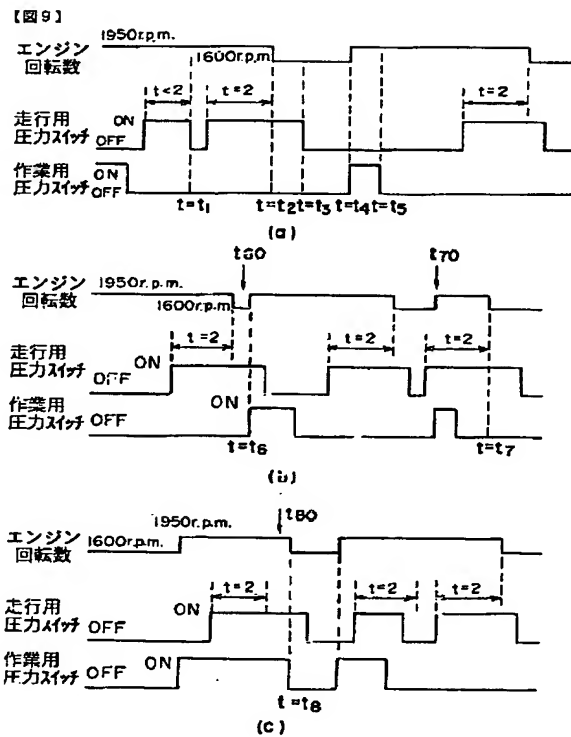 【図9】
1950r.p.m.
エンジン
回転数
1600r.p.m
t<2
t=2
t=2
走行用
圧力スイッチ
ON
OFF
作業用
圧力スイッチ
ON
OFF
t=t1
t=t2
t=t3
t=t4
t=t5
(a)
t60
t70
エンジン
回転数
1950r.p.m.
1600r.p.m
t=2
t=2
t=2
走行用
圧力スイッチ
ON
OFF
作業用
圧力スイッチ
ON
OFF
t=t6
t=t7
(b)
1950r.p.m.
t80
エンジン
回転数
1600r.p.m.
t=2
t=2
t=2
走行用
圧力スイッチ
ON
OFF
作業用
圧力スイッチ
ON
OFF
t=t8
(c)